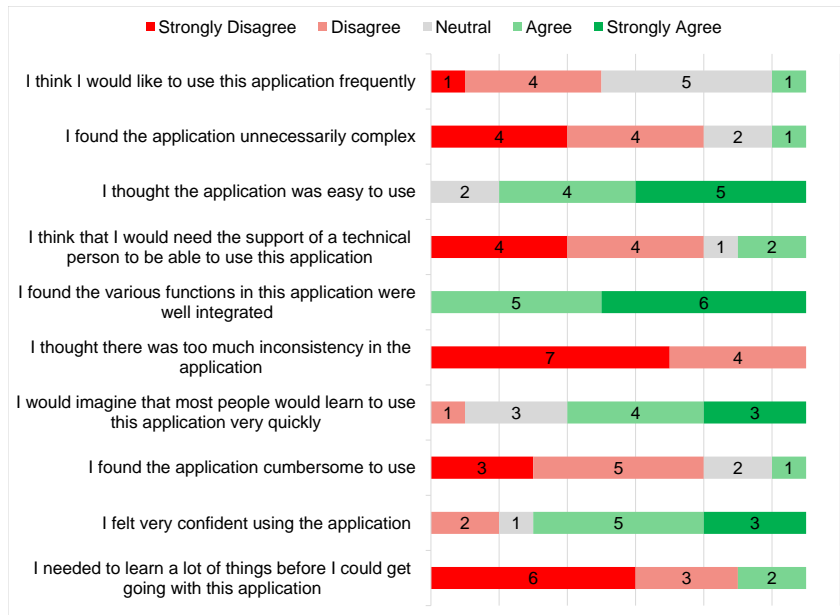 Strongly Disagree Disagree Neutral Agree Strongly Agree
I think I would like to use this application frequently 1 4 5 1
I found the application unnecessarily complex 4 4 2 1
I thought the application was easy to use 2 4 5
I think that I would need the support of a technical
person to be able to use this application 4 4 1 2
I found the various functions in this application were
well integrated 5 6
I thought there was too much inconsistency in the
application 7 4
I would imagine that most people would learn to use
this application very quickly 1 3 4 3
I found the application cumbersome to use 3 5 2 1
I felt very confident using the application 2 1 5 3
I needed to learn a lot of things before I could get
going with this application 6 3 2